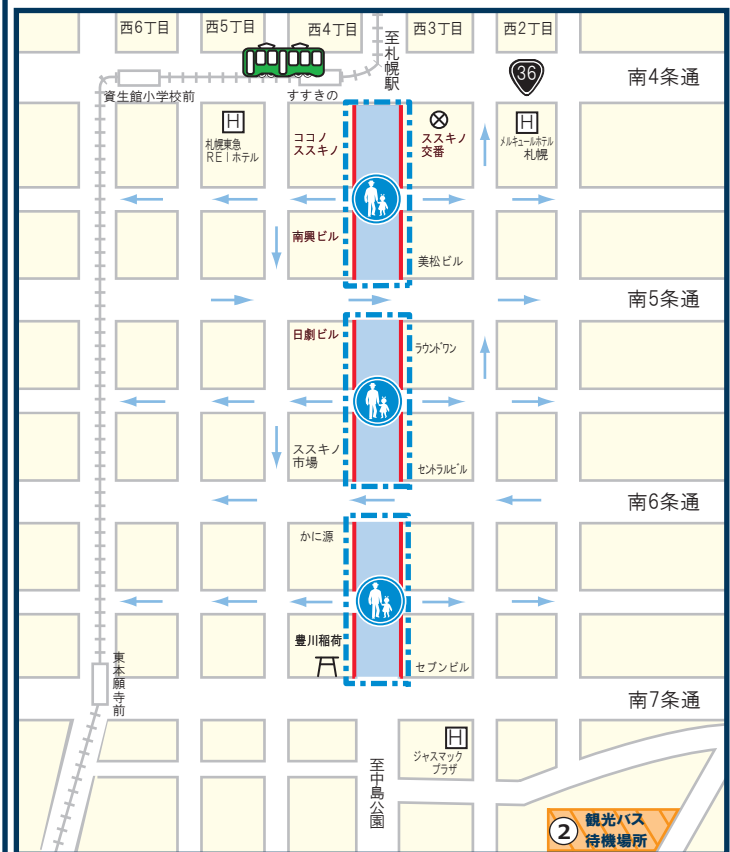 西6丁目
西5丁目
西4丁目
至札幌駅
西3丁目
西2丁目
36
南4条通
資生館小学校前
すすきの
H
札幌東急
REIホテル
ココノ
ススキノ
ススキノ
交番
H
メルキュールホテル
札幌
南興ビル
美松ビル
南5条通
日劇ビル
ラウンドワン
ススキノ
市場
セントラルビル
南6条通
かに源
豊川稲荷
セブンビル
東本願寺前
南7条通
H
ジャスマック
プラザ
至中島公園
② 観光バス
待機場所